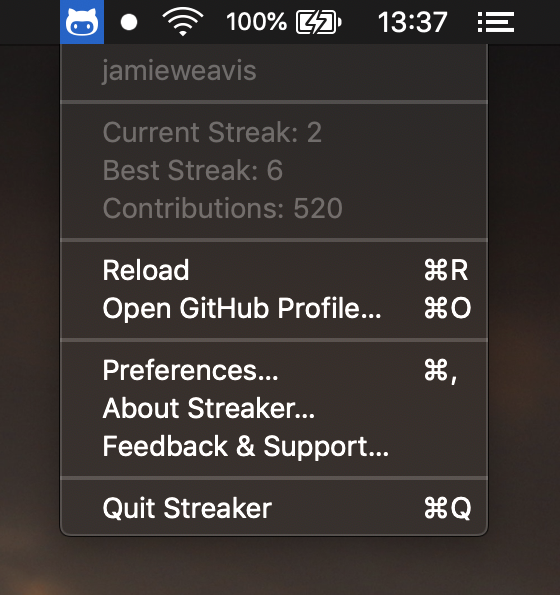 100% 13:37
jamieweavis
Current Streak: 2
Best Streak: 6
Contributions: 520
Reload ⌘R
Open GitHub Profile... ⌘O
Preferences... ⌘,
About Streaker...
Feedback & Support...
Quit Streaker ⌘Q